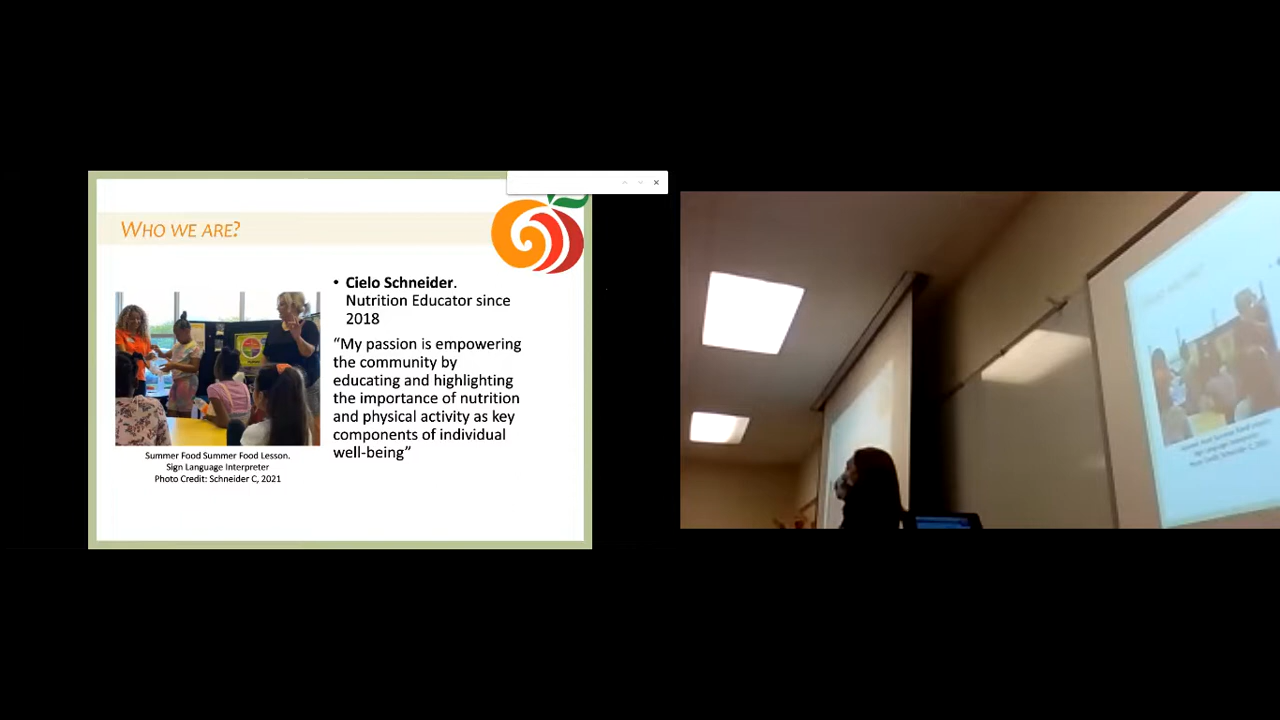 WHO WE ARE?
• Cielo Schneider.
Nutrition Educator since
2018
“My passion is empowering
the community by
educating and highlighting
the importance of nutrition
and physical activity as key
components of individual
well-being”
Summer Food Summer Food Lesson.
Sign Language Interpreter
Photo Credit: Schneider C, 2021